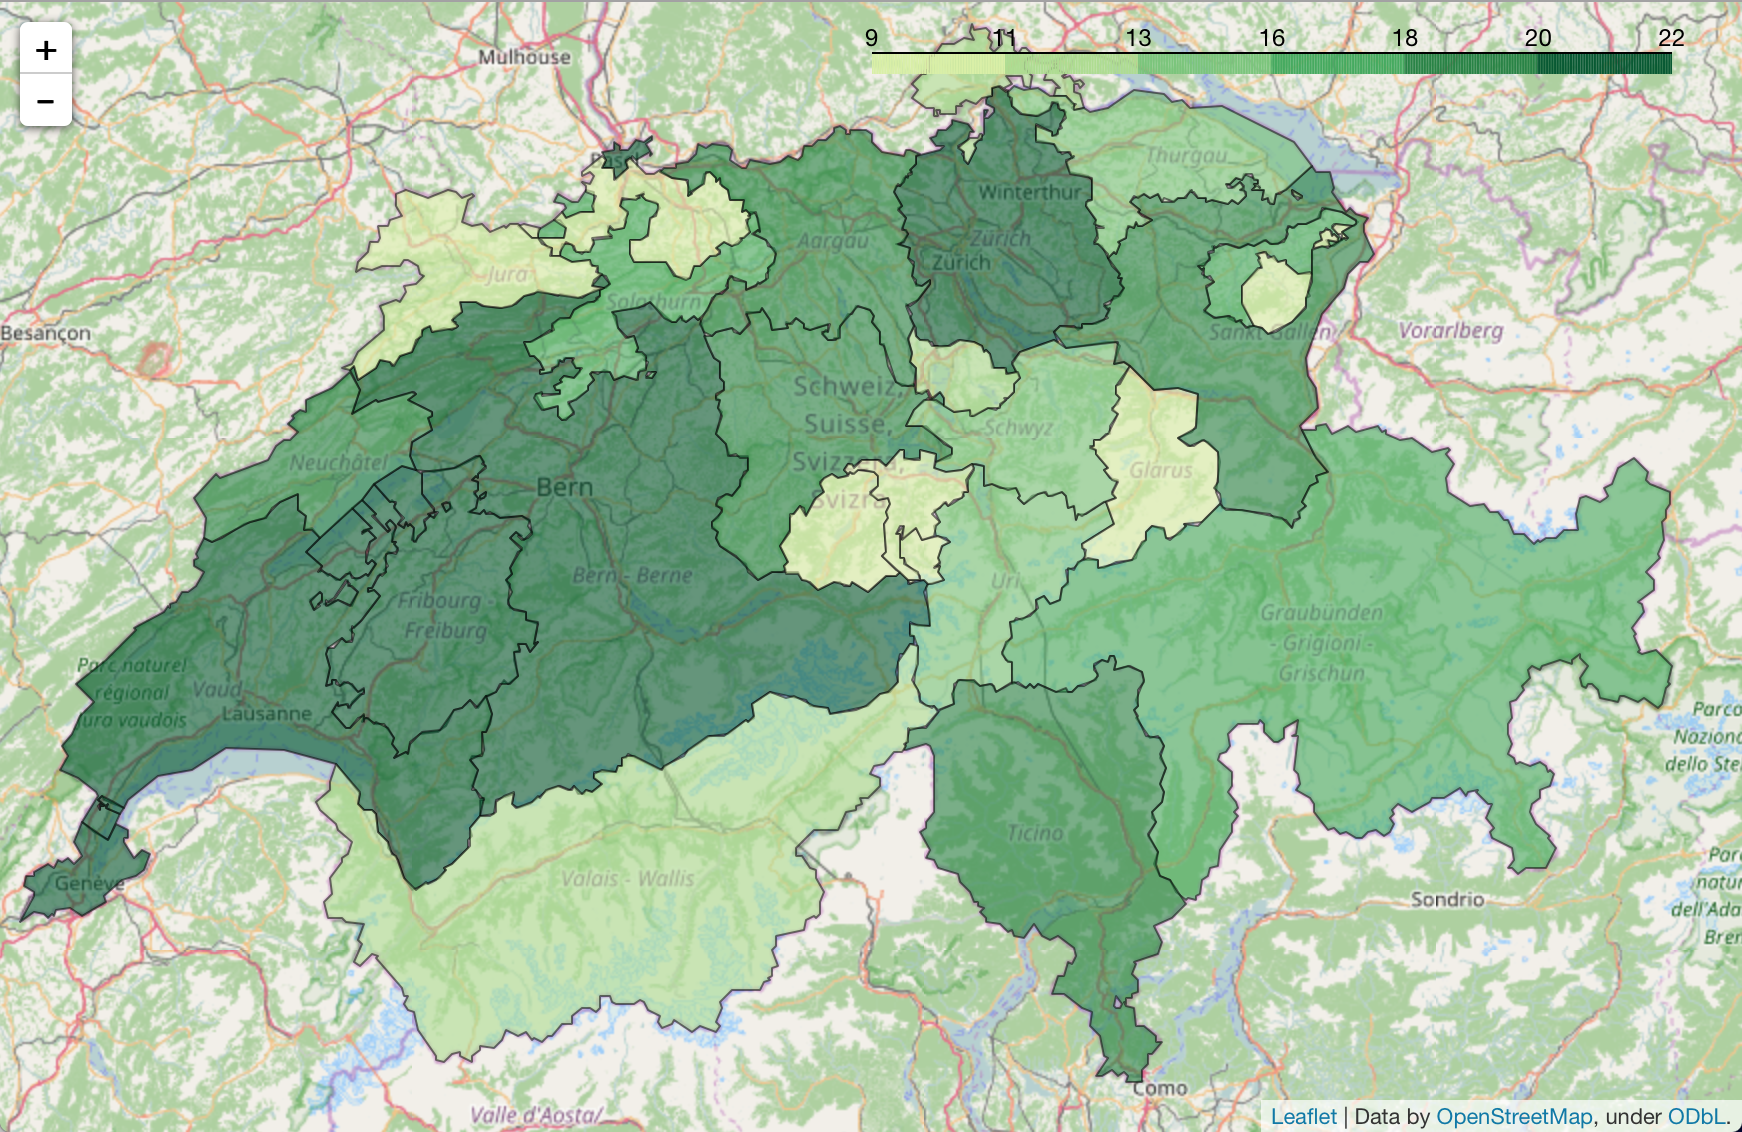 +
−
9 11 13 16 18 20 22
Mulhouse
Basel
Thurgau
Winterthur
Zürich
Zürich
Aargau
Jura
Solothurn
Besançon
Sankt Gallen
Vorarlberg
Schweiz,
Suisse,
Svizzera,
Svizra
Schwyz
Glarus
Neuchâtel
Bern
Bern - Berne
Uri
Fribourg -
Freiburg
Graubünden
- Grigioni -
Grischun
Parc naturel
régional
Jura vaudois
Vaud
Lausanne
Parco
Naziona
dello Ste
Ticino
Genève
Valais - Wallis
Sondrio
Parc
natur
dell'Ada
Bren
Como
Valle d'Aosta/
Leaflet | Data by OpenStreetMap, under ODbL.